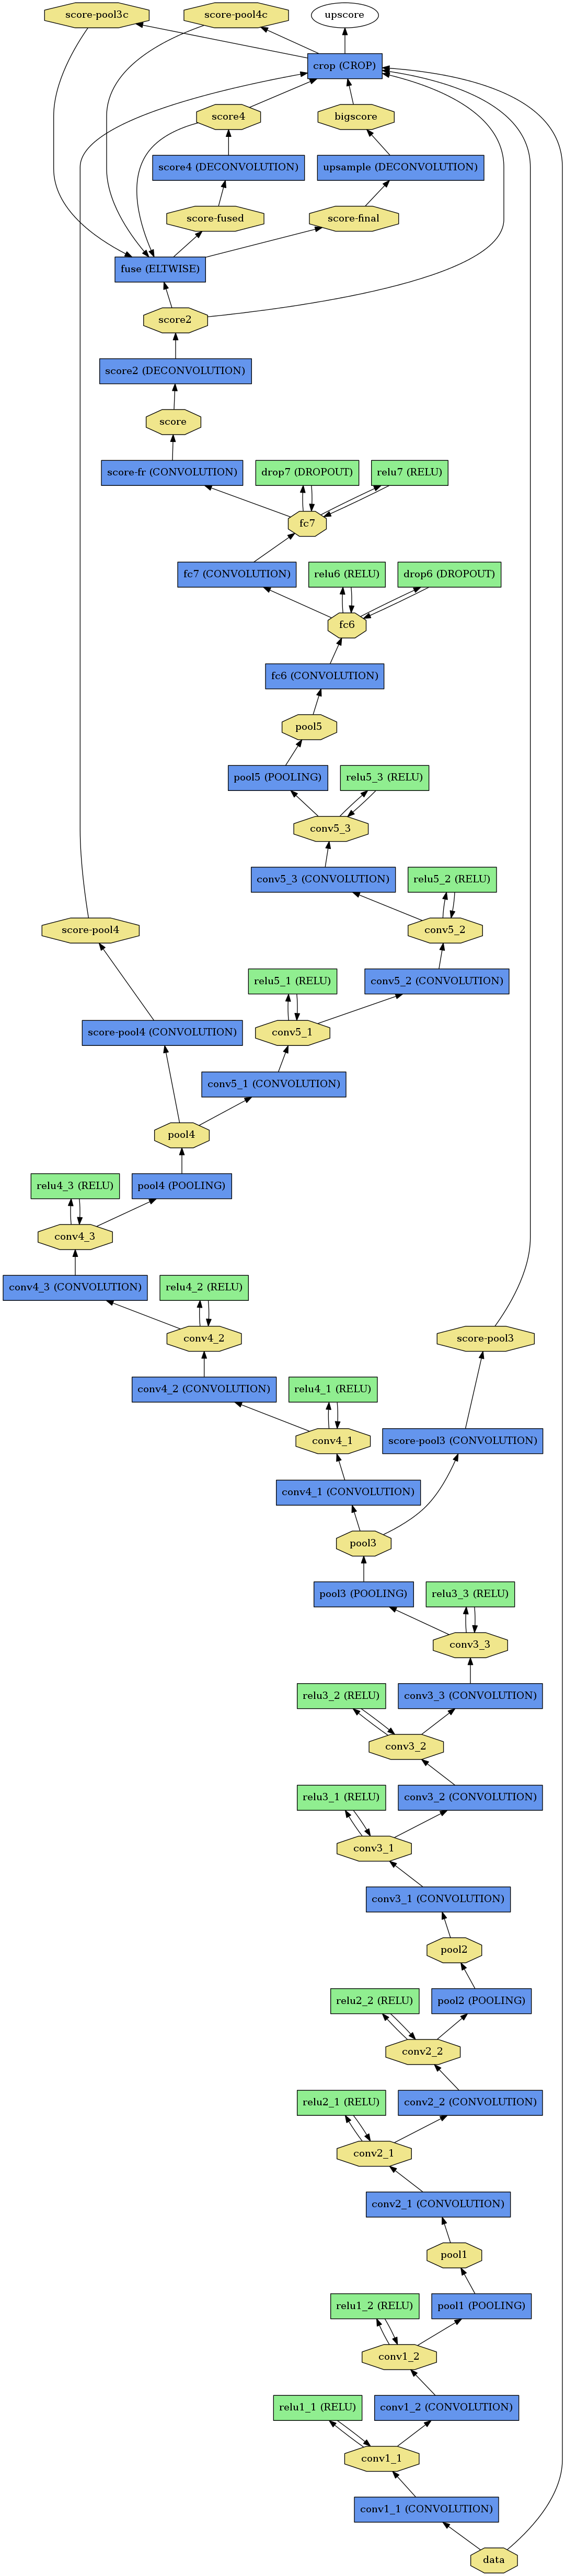 score-pool3c
score-pool4c
upscore
crop (CROP)
score4
bigscore
score4 (DECONVOLUTION)
upsample (DECONVOLUTION)
score-fused
score-final
fuse (ELTWISE)
score2
score2 (DECONVOLUTION)
score
score-fr (CONVOLUTION)
drop7 (DROPOUT)
relu7 (RELU)
fc7
fc7 (CONVOLUTION)
relu6 (RELU)
drop6 (DROPOUT)
fc6
fc6 (CONVOLUTION)
pool5
pool5 (POOLING)
relu5_3 (RELU)
conv5_3
conv5_3 (CONVOLUTION)
relu5_2 (RELU)
score-pool4
conv5_2
relu5_1 (RELU)
conv5_2 (CONVOLUTION)
score-pool4 (CONVOLUTION)
conv5_1
conv5_1 (CONVOLUTION)
pool4
relu4_3 (RELU)
pool4 (POOLING)
conv4_3
conv4_3 (CONVOLUTION)
relu4_2 (RELU)
conv4_2
score-pool3
conv4_2 (CONVOLUTION)
relu4_1 (RELU)
conv4_1
score-pool3 (CONVOLUTION)
conv4_1 (CONVOLUTION)
pool3
pool3 (POOLING)
relu3_3 (RELU)
conv3_3
relu3_2 (RELU)
conv3_3 (CONVOLUTION)
conv3_2
relu3_1 (RELU)
conv3_2 (CONVOLUTION)
conv3_1
conv3_1 (CONVOLUTION)
pool2
relu2_2 (RELU)
pool2 (POOLING)
conv2_2
relu2_1 (RELU)
conv2_2 (CONVOLUTION)
conv2_1
conv2_1 (CONVOLUTION)
pool1
relu1_2 (RELU)
pool1 (POOLING)
conv1_2
relu1_1 (RELU)
conv1_2 (CONVOLUTION)
conv1_1
conv1_1 (CONVOLUTION)
data